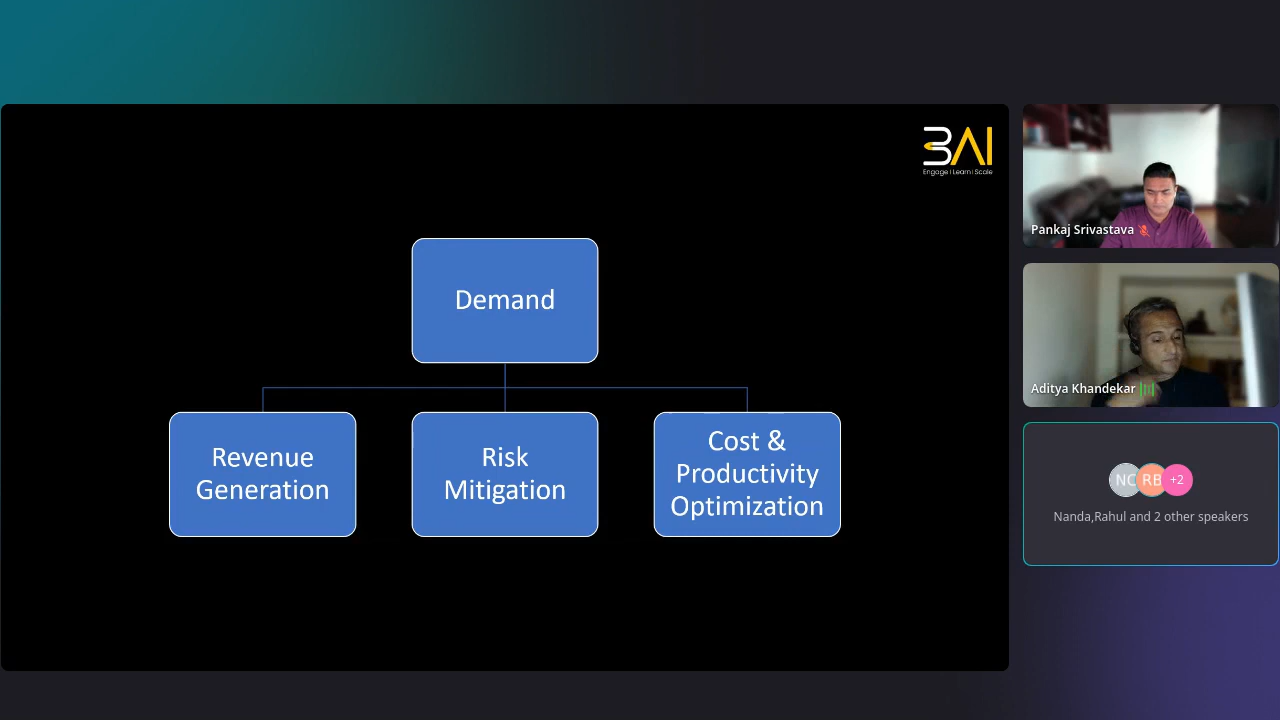 3AI
Engage | Learn | Scale
Demand
Revenue
Generation
Risk
Mitigation
Cost &
Productivity
Optimization
Pankaj Srivastava
Aditya Khandekar
NC
RB
+2
Nanda,Rahul and 2 other speakers